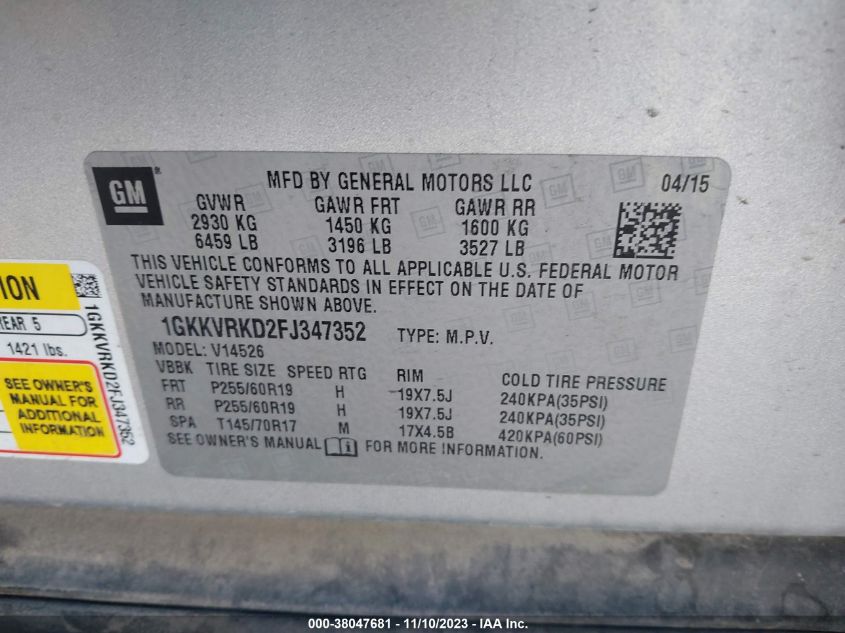 GM
MFD BY GENERAL MOTORS LLC 04/15
GVWR GAWR FRT GAWR RR
2930 KG 1450 KG 1600 KG
6459 LB 3196 LB 3527 LB
THIS VEHICLE CONFORMS TO ALL APPLICABLE U.S. FEDERAL MOTOR
VEHICLE SAFETY STANDARDS IN EFFECT ON THE DATE OF
MANUFACTURE SHOWN ABOVE.
1GKKVRKD2FJ347352 TYPE: M.P.V.
MODEL: V14526
VBBK TIRE SIZE SPEED RTG RIM COLD TIRE PRESSURE
FRT P255/60R19 H 19X7.5J 240KPA(35PSI)
RR P255/60R19 H 19X7.5J 240KPA(35PSI)
SPA T145/70R17 M 17X4.5B 420KPA(60PSI)
SEE OWNER'S MANUAL FOR MORE INFORMATION.
REAR 5
1421 lbs.
SEE OWNER'S
MANUAL FOR
ADDITIONAL
INFORMATION
1GKKVRKD2FJ347352
000-38047681 - 11/10/2023 - IAA Inc.